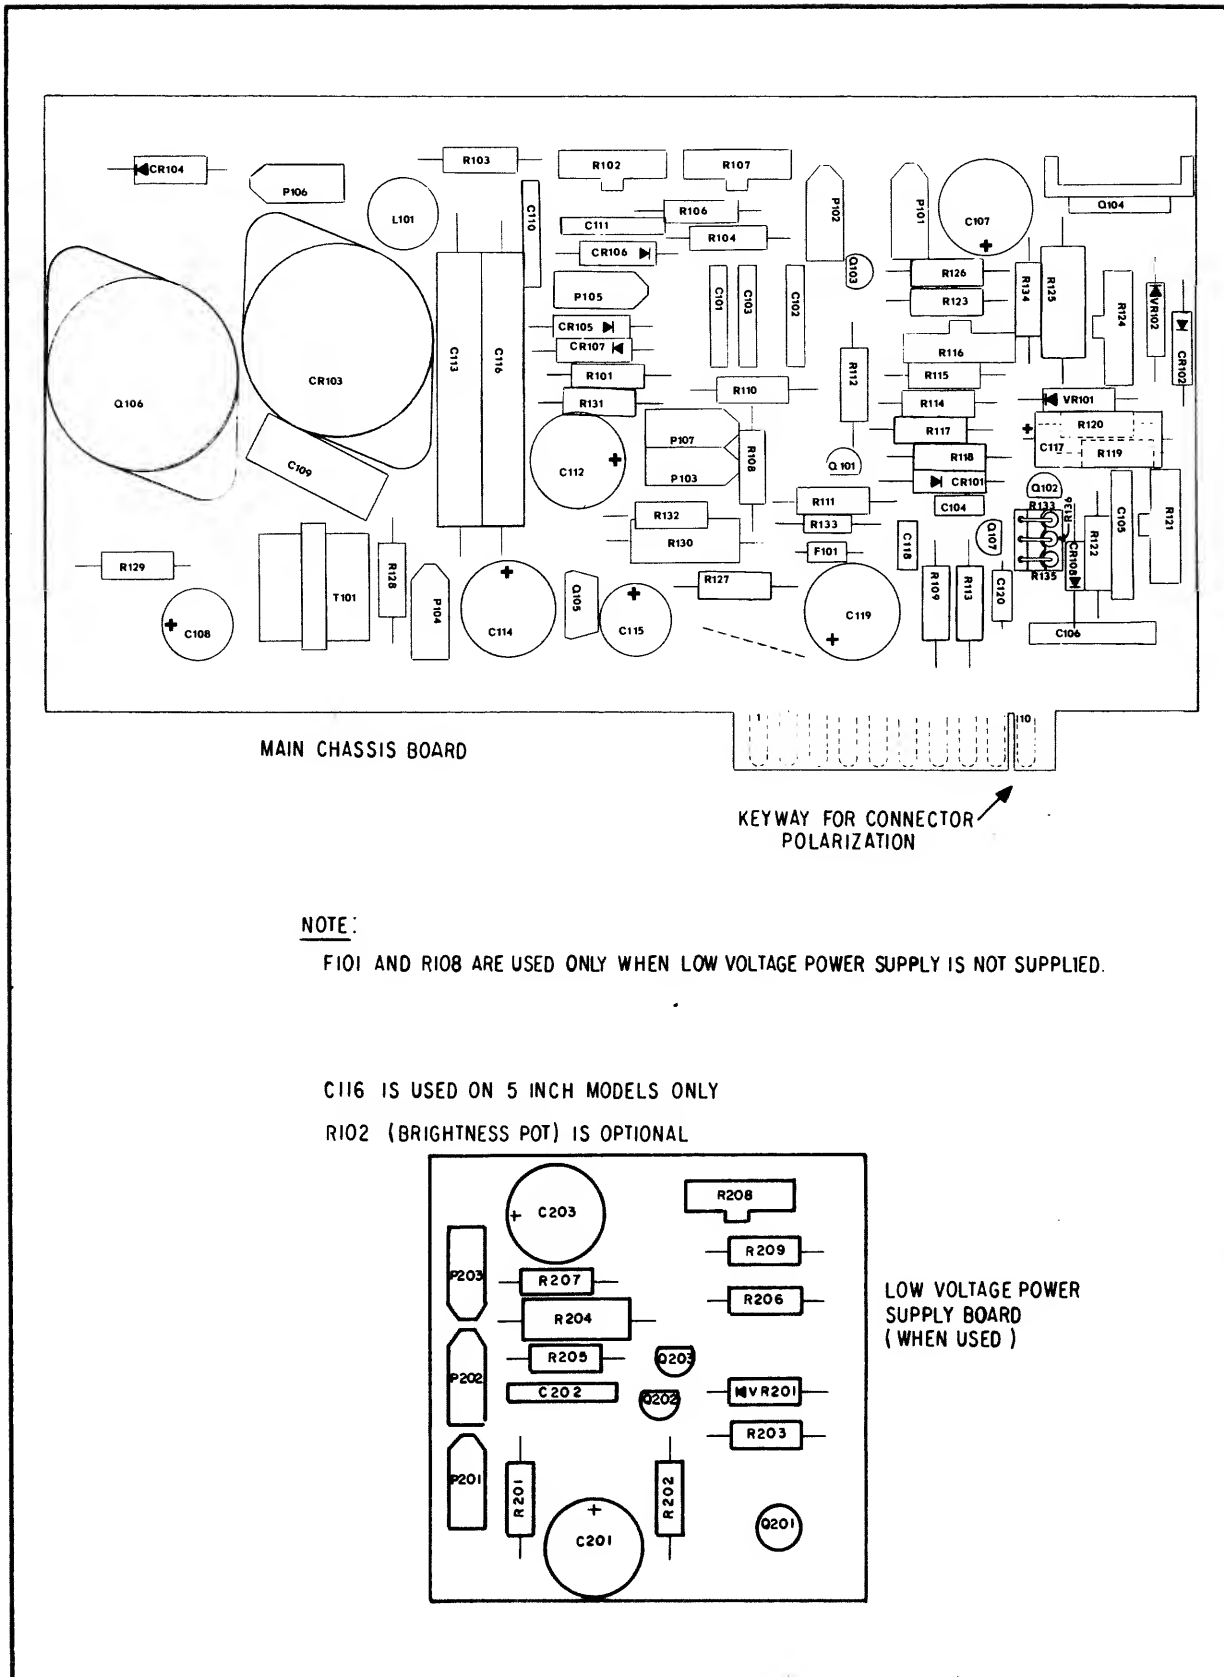 CR104
P106
R103
L101
C110
R102
R107
C111
R106
R104
CR106
P105
P102
P101
C107
+
Q104
Q103
R126
R123
R134
R125
R124
VR102
CR102
C101
C103
C102
CR105
CR107
R101
R131
C113
C116
R110
R112
R116
R115
R114
R117
VR101
+
R120
C117
R119
Q106
CR103
C109
C112
+
P107
P103
R108
Q101
R118
CR101
Q102
R132
R130
R111
R133
F101
C104
C118
Q107
R133
R136
R135
CR108
R122
C105
R121
R129
T101
R128
P104
C108
+
C114
+
Q105
C115
+
R127
C119
+
R109
R113
C120
C106
1
10
MAIN CHASSIS BOARD
KEYWAY FOR CONNECTOR
POLARIZATION
NOTE:
F101 AND R108 ARE USED ONLY WHEN LOW VOLTAGE POWER SUPPLY IS NOT SUPPLIED.
C116 IS USED ON 5 INCH MODELS ONLY
R102 (BRIGHTNESS POT) IS OPTIONAL
+
C203
R208
P203
R207
R209
R204
R206
P202
R205
Q203
C202
Q202
VR201
R203
P201
R201
R202
+
C201
Q201
LOW VOLTAGE POWER
SUPPLY BOARD
(WHEN USED)